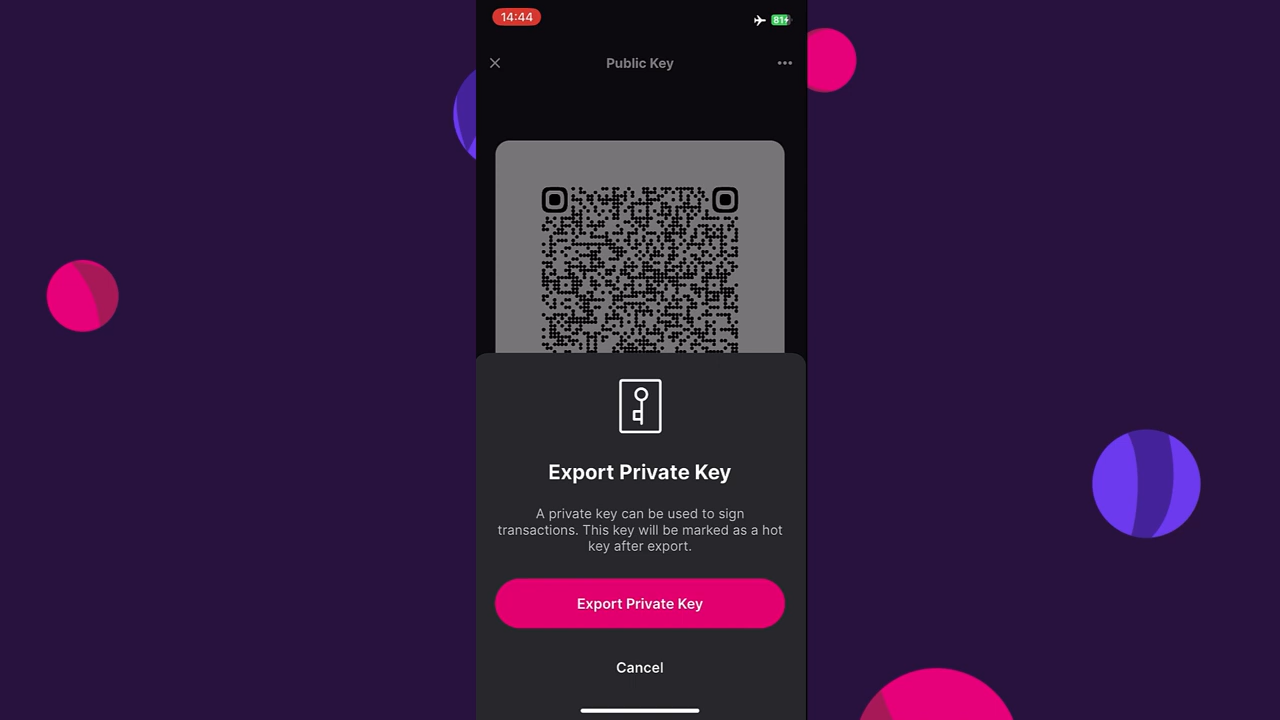 14:44
81
Public Key
Export Private Key
A private key can be used to sign
transactions. This key will be marked as a hot
key after export.
Export Private Key
Cancel